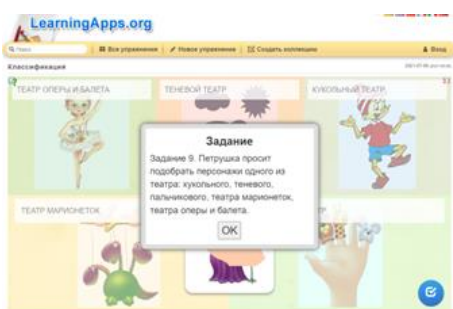 LearningApps.org
Поиск
Все упражнения
Новое упражнение
Создать коллекцию
Вход
Классификация
ТЕАТР ОПЕРЫ И БАЛЕТА
ТЕНЕВОЙ ТЕАТР
КУКОЛЬНЫЙ ТЕАТР
Задание
Задание 9. Петрушка просит
подобрать персонажи одного из
театра: кукольного, теневого,
пальчикового, театра марионеток,
театра оперы и балета.
OK
ТЕАТР МАРИОНЕТОК